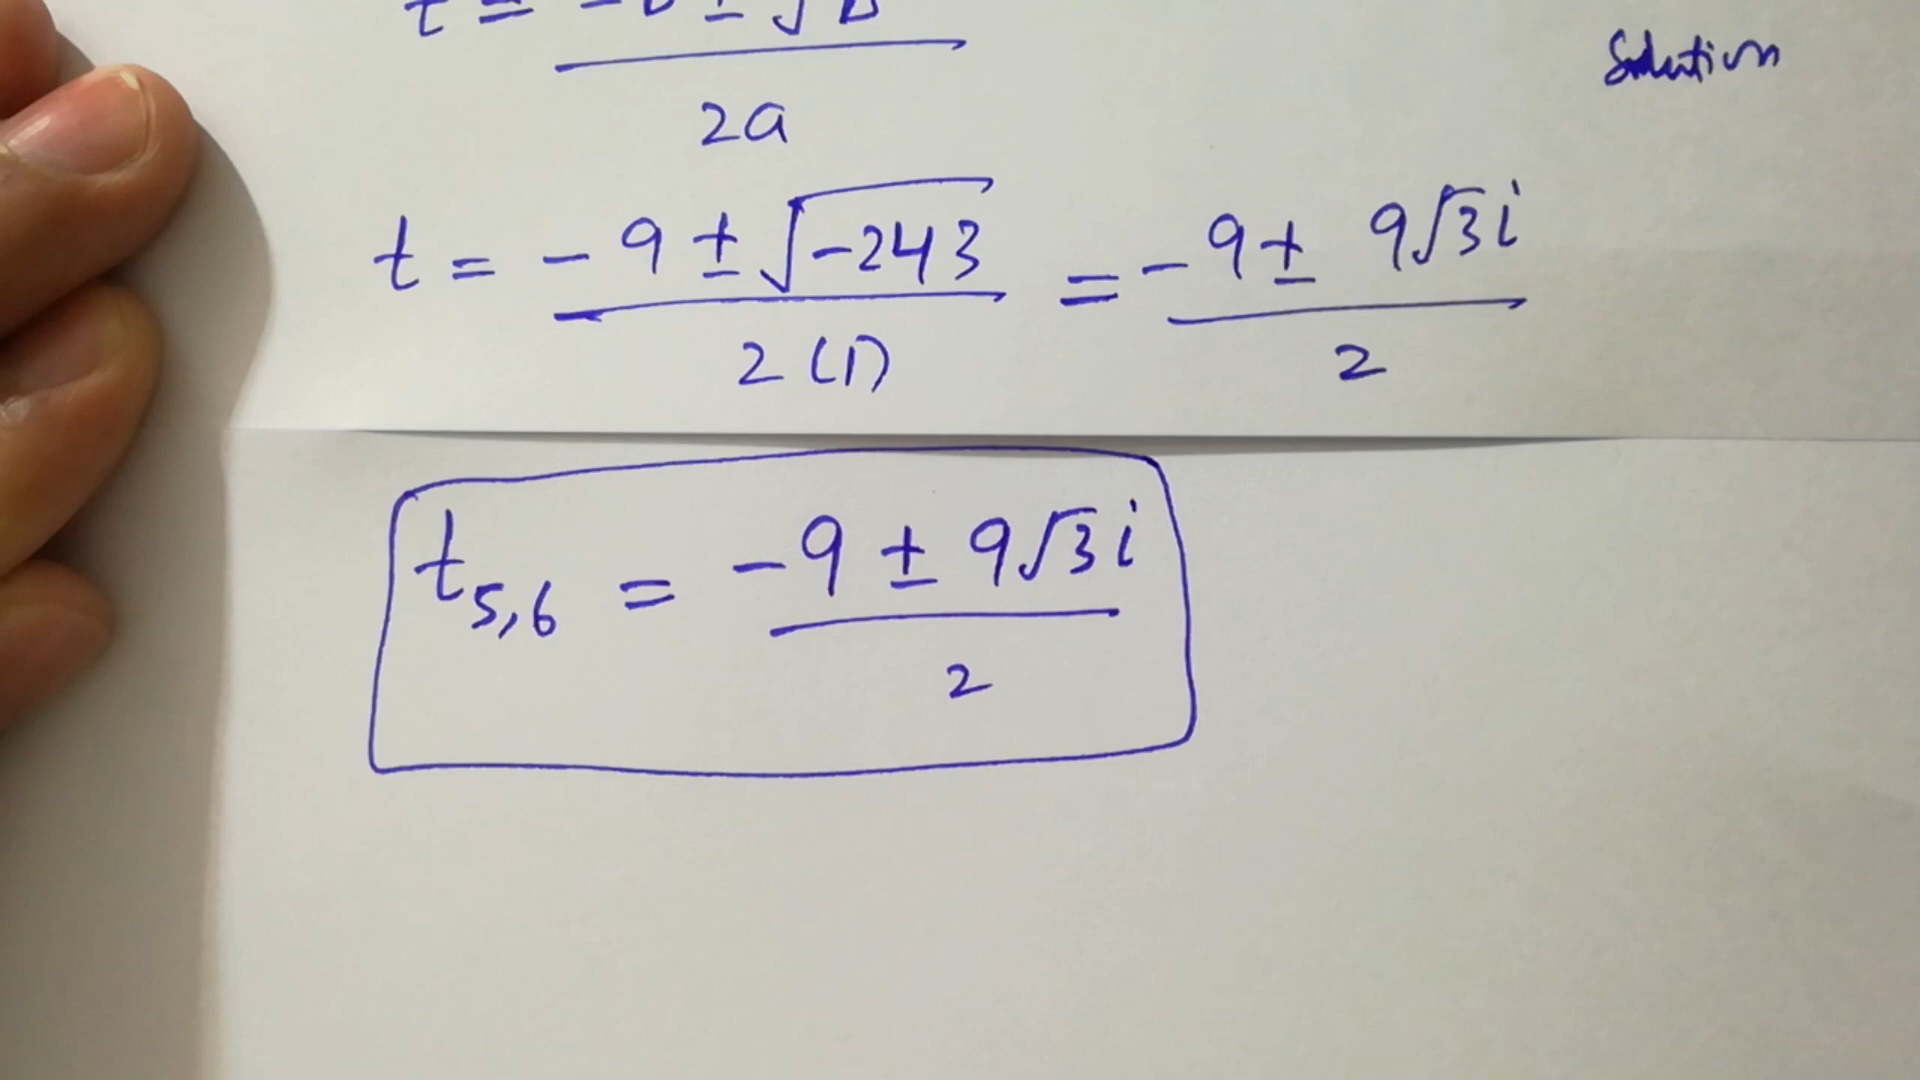 Solution
2a
t = -9 ± √-243 / 2(1) = -9 ± 9√3i / 2
t5,6 = -9 ± 9√3i / 2